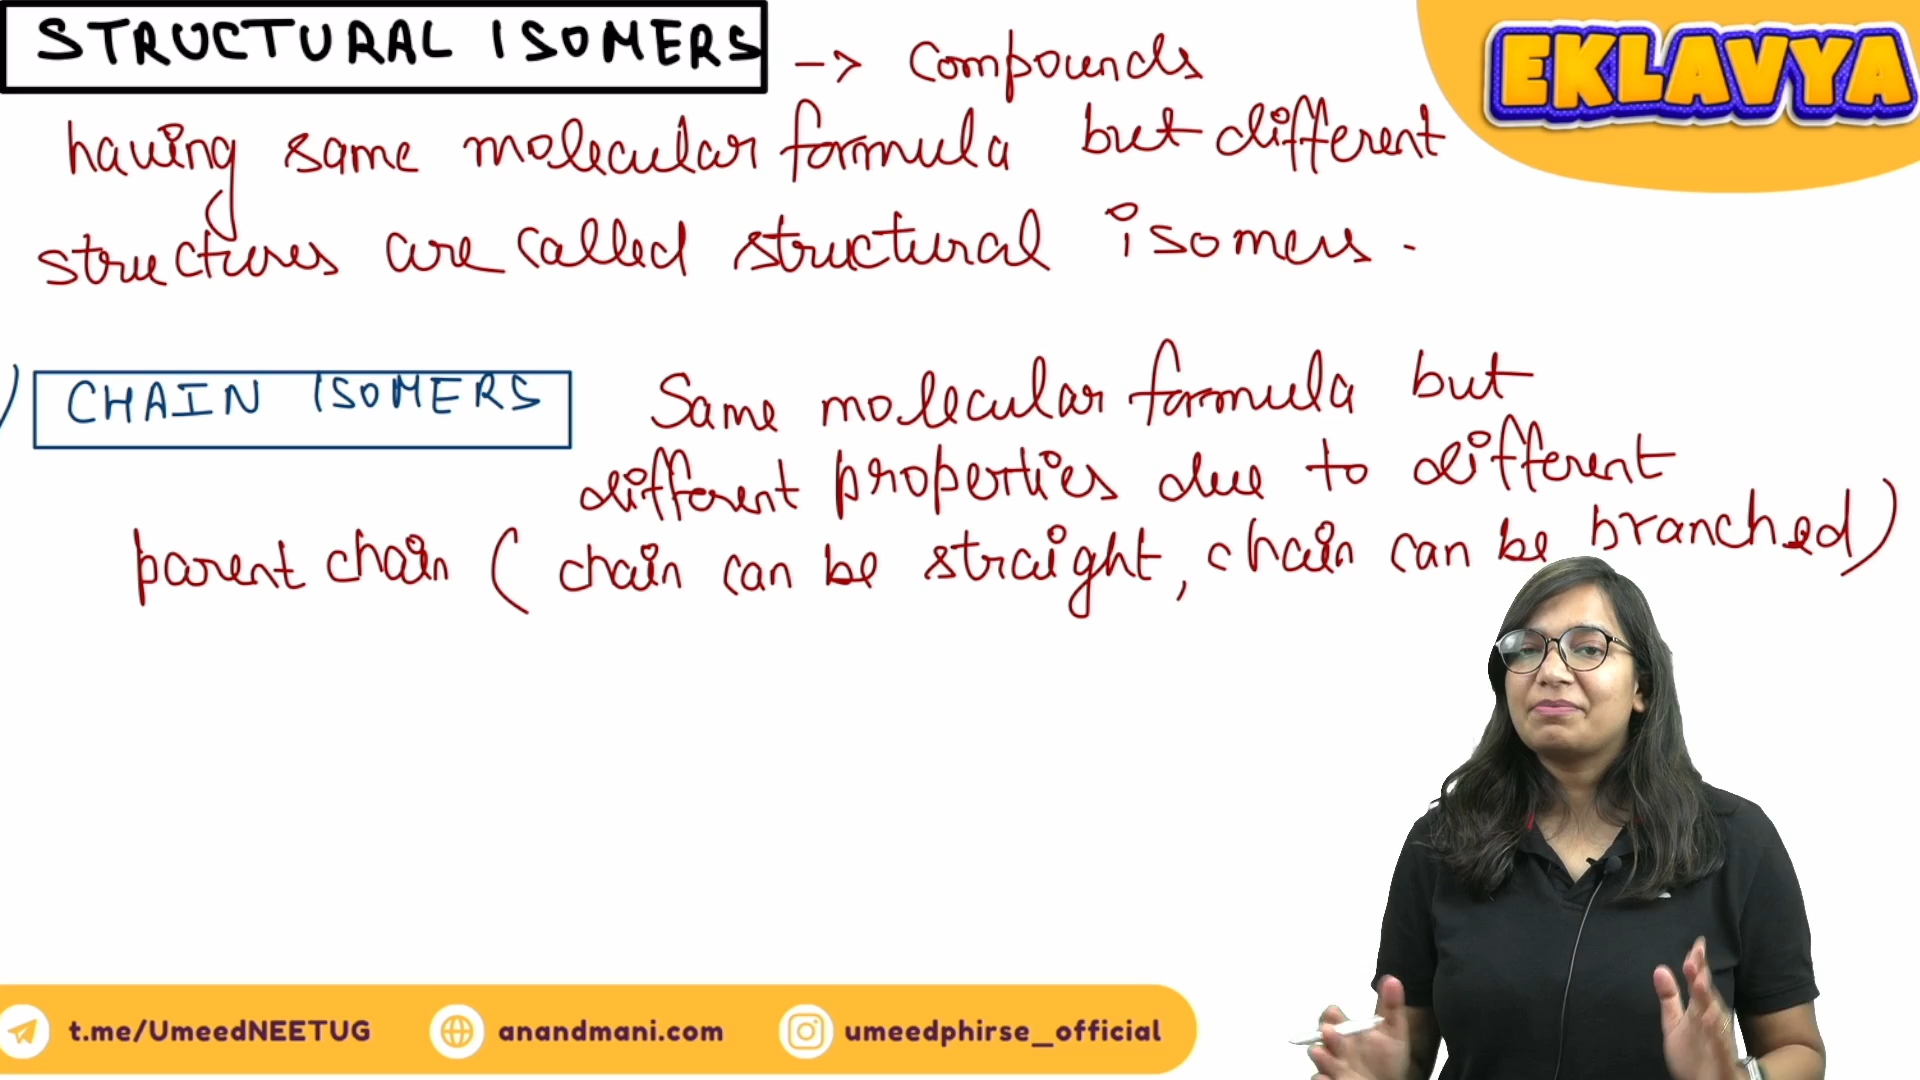 STRUCTURAL ISOMERS -> compounds
EKLAVYA
having same molecular formula but different
structures are called structural isomers.
) CHAIN ISOMERS Same molecular formula but
different properties due to different
parent chain ( chain can be straight, chain can be branched)
t.me/UmeedNEETUG anandmani.com umeedphirse_official